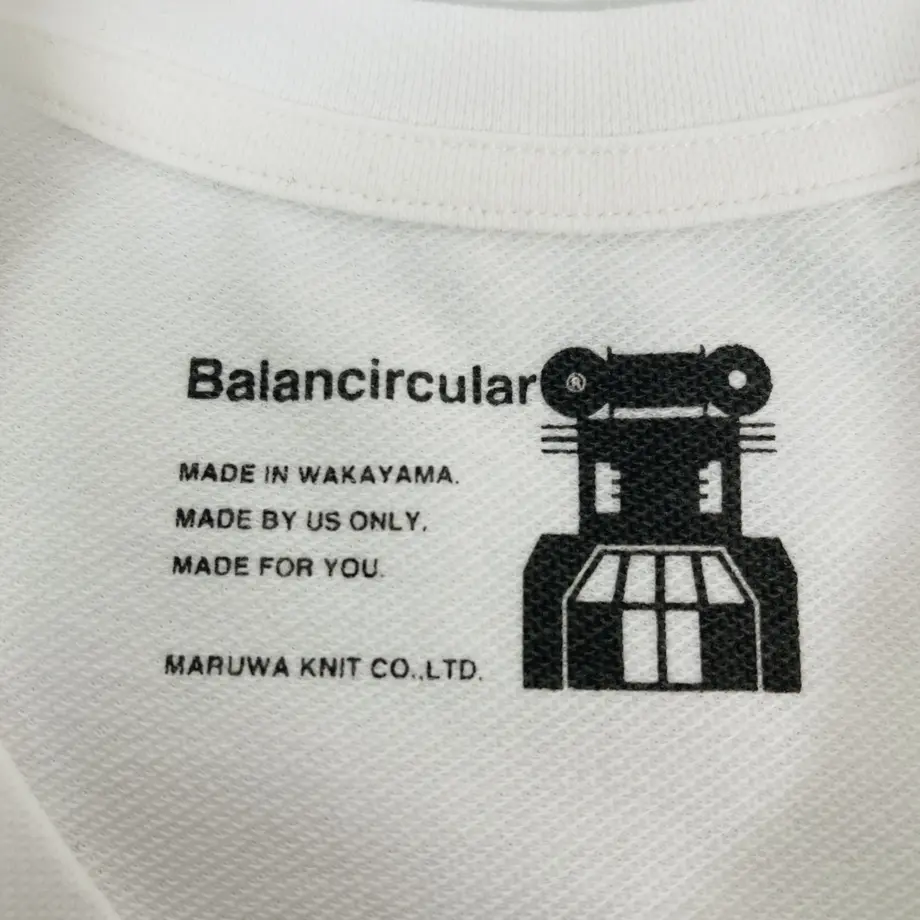 Balancircular®
MADE IN WAKAYAMA.
MADE BY US ONLY.
MADE FOR YOU.
MARUWA KNIT CO.,LTD.